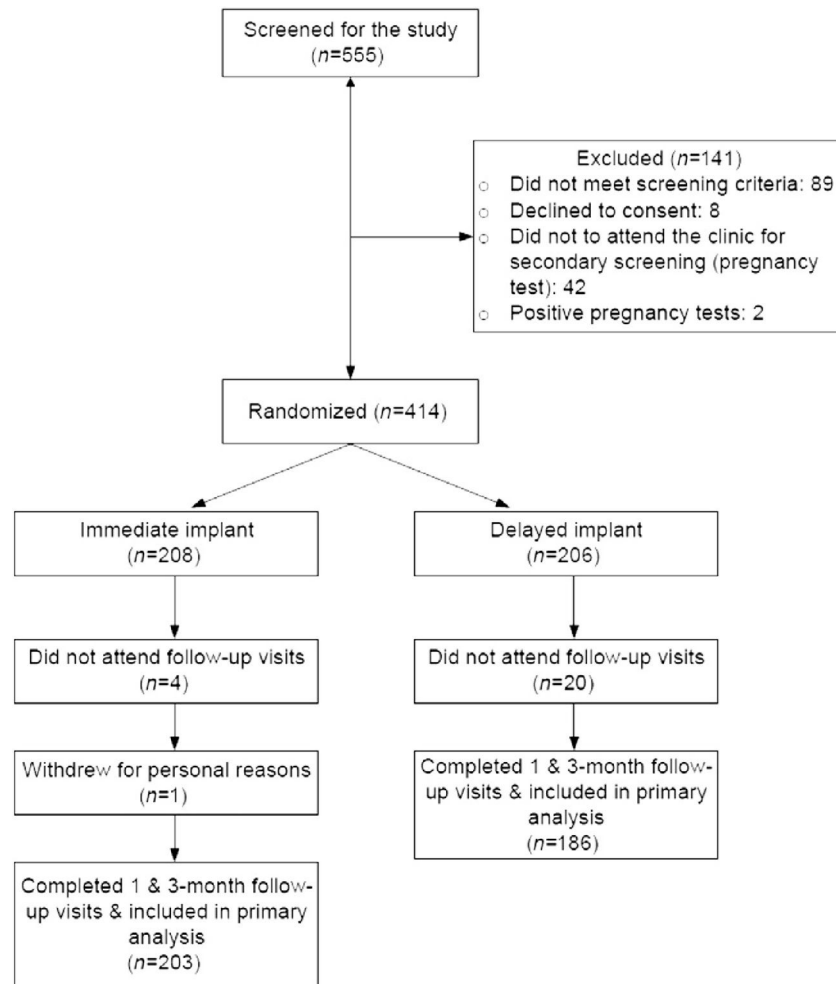 Screened for the study
(n=555)
Excluded (n=141)
○ Did not meet screening criteria: 89
○ Declined to consent: 8
○ Did not to attend the clinic for
secondary screening (pregnancy
test): 42
○ Positive pregnancy tests: 2
Randomized (n=414)
Immediate implant
(n=208)
Delayed implant
(n=206)
Did not attend follow-up visits
(n=4)
Did not attend follow-up visits
(n=20)
Withdrew for personal reasons
(n=1)
Completed 1 & 3-month follow-
up visits & included in primary
analysis
(n=186)
Completed 1 & 3-month follow-
up visits & included in primary
analysis
(n=203)